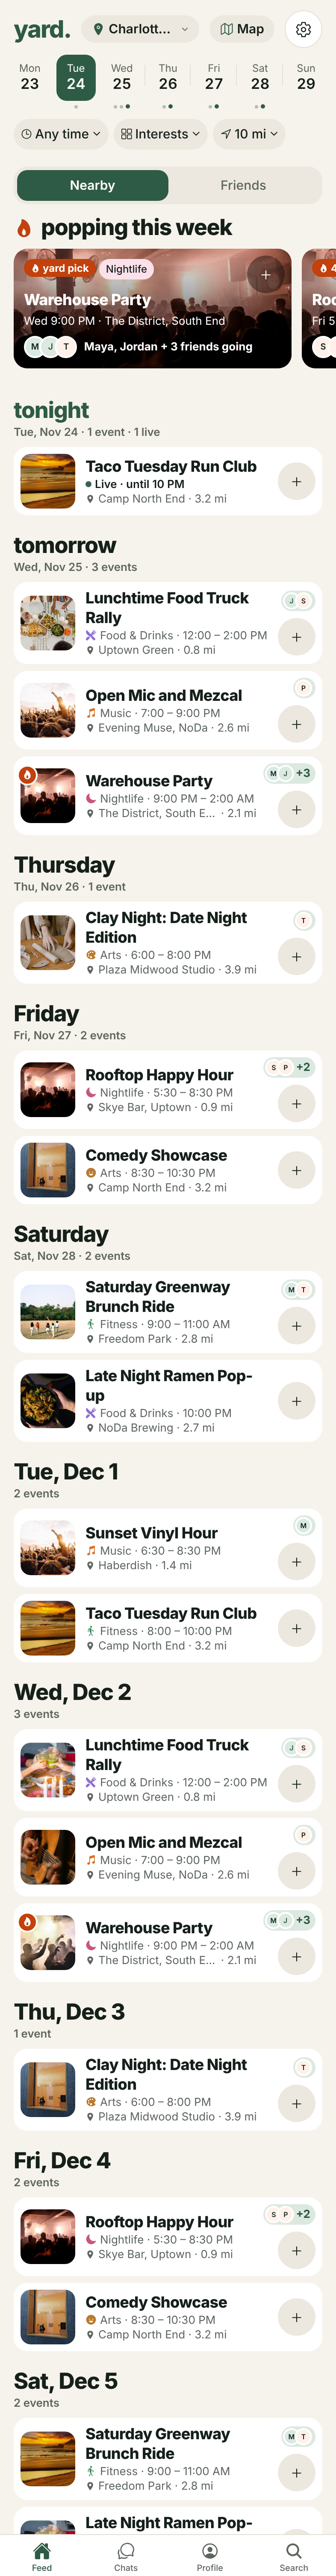 yard.
Charlott...
Map
Mon Tue Wed Thu Fri Sat Sun
23 24 25 26 27 28 29
Any time
Interests
10 mi
Nearby
Friends
popping this week
yard pick
Nightlife
Warehouse Party
Wed 9:00 PM · The District, South End
M J T Maya, Jordan + 3 friends going
4
Roo
Fri 5
S
tonight
Tue, Nov 24 · 1 event · 1 live
Taco Tuesday Run Club
Live · until 10 PM
Camp North End · 3.2 mi
tomorrow
Wed, Nov 25 · 3 events
Lunchtime Food Truck
Rally
J S
Food & Drinks · 12:00 – 2:00 PM
Uptown Green · 0.8 mi
Open Mic and Mezcal
P
Music · 7:00 – 9:00 PM
Evening Muse, NoDa · 2.6 mi
Warehouse Party
M J +3
Nightlife · 9:00 PM – 2:00 AM
The District, South E... · 2.1 mi
Thursday
Thu, Nov 26 · 1 event
Clay Night: Date Night
Edition
T
Arts · 6:00 – 8:00 PM
Plaza Midwood Studio · 3.9 mi
Friday
Fri, Nov 27 · 2 events
Rooftop Happy Hour
S P +2
Nightlife · 5:30 – 8:30 PM
Skye Bar, Uptown · 0.9 mi
Comedy Showcase
Arts · 8:30 – 10:30 PM
Camp North End · 3.2 mi
Saturday
Sat, Nov 28 · 2 events
Saturday Greenway
Brunch Ride
M T
Fitness · 9:00 – 11:00 AM
Freedom Park · 2.8 mi
Late Night Ramen Pop-
up
Food & Drinks · 10:00 PM
NoDa Brewing · 2.7 mi
Tue, Dec 1
2 events
Sunset Vinyl Hour
M
Music · 6:30 – 8:30 PM
Haberdish · 1.4 mi
Taco Tuesday Run Club
Fitness · 8:00 – 10:00 PM
Camp North End · 3.2 mi
Wed, Dec 2
3 events
Lunchtime Food Truck
Rally
J S
Food & Drinks · 12:00 – 2:00 PM
Uptown Green · 0.8 mi
Open Mic and Mezcal
P
Music · 7:00 – 9:00 PM
Evening Muse, NoDa · 2.6 mi
Warehouse Party
M J +3
Nightlife · 9:00 PM – 2:00 AM
The District, South E... · 2.1 mi
Thu, Dec 3
1 event
Clay Night: Date Night
Edition
T
Arts · 6:00 – 8:00 PM
Plaza Midwood Studio · 3.9 mi
Fri, Dec 4
2 events
Rooftop Happy Hour
S P +2
Nightlife · 5:30 – 8:30 PM
Skye Bar, Uptown · 0.9 mi
Comedy Showcase
Arts · 8:30 – 10:30 PM
Camp North End · 3.2 mi
Sat, Dec 5
2 events
Saturday Greenway
Brunch Ride
M T
Fitness · 9:00 – 11:00 AM
Freedom Park · 2.8 mi
Late Night Ramen Pop-
Feed
Chats
Profile
Search